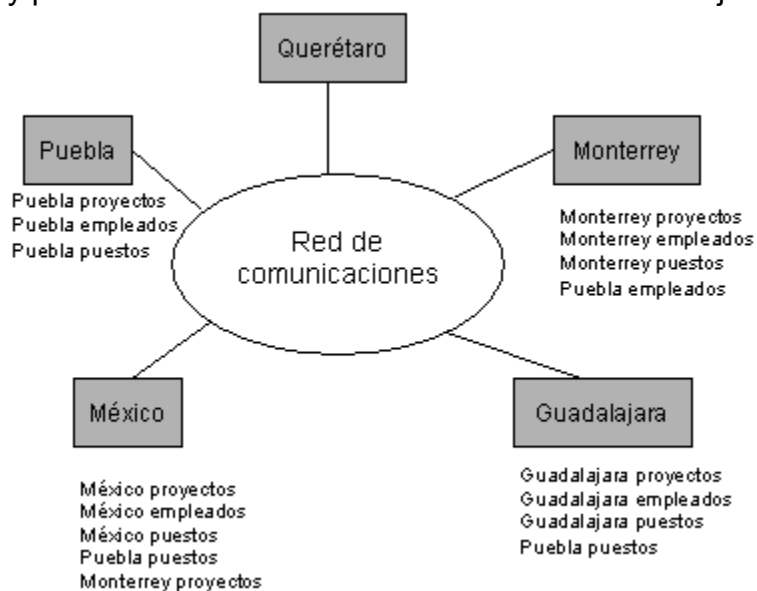 Querétaro
Puebla
Monterrey
Puebla proyectos
Puebla empleados
Puebla puestos
Red de
comunicaciones
Monterrey proyectos
Monterrey empleados
Monterrey puestos
Puebla empleados
México
Guadalajara
México proyectos
México empleados
México puestos
Puebla puestos
Monterrey proyectos
Guadalajara proyectos
Guadalajara empleados
Guadalajara puestos
Puebla puestos